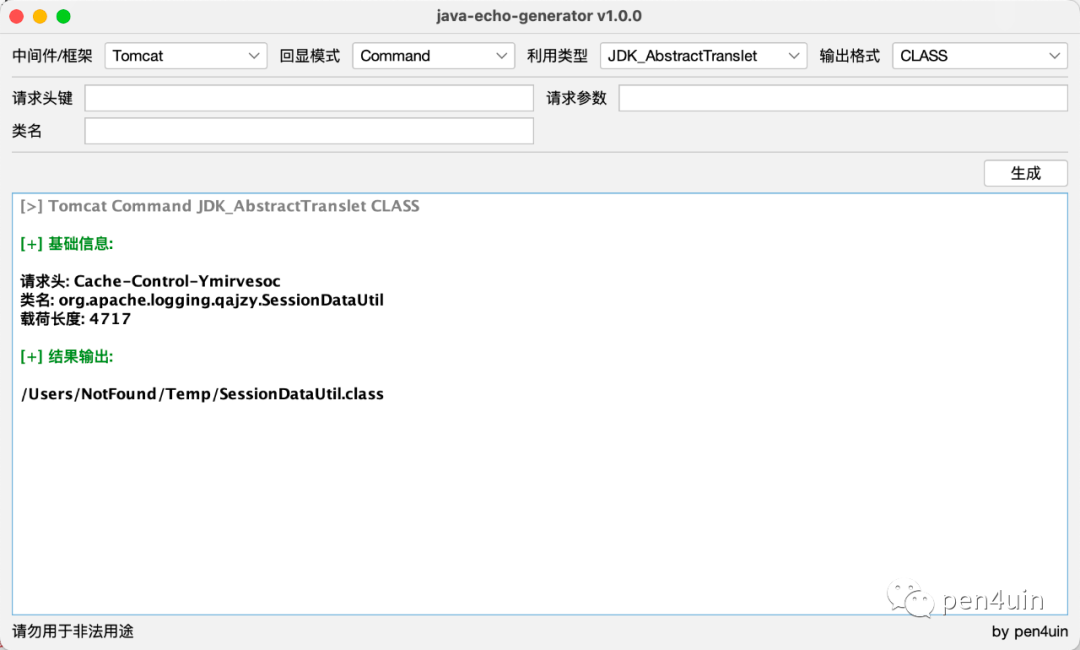 java-echo-generator v1.0.0
中间件/框架 Tomcat 回显模式 Command 利用类型 JDK_AbstractTranslet 输出格式 CLASS
请求头键 请求参数
类名
生成
[>] Tomcat Command JDK_AbstractTranslet CLASS
[+] 基础信息:
请求头: Cache-Control-Ymirvesoc
类名: org.apache.logging.qajzy.SessionDataUtil
载荷长度: 4717
[+] 结果输出:
/Users/NotFound/Temp/SessionDataUtil.class
pen4uin
请勿用于非法用途 by pen4uin